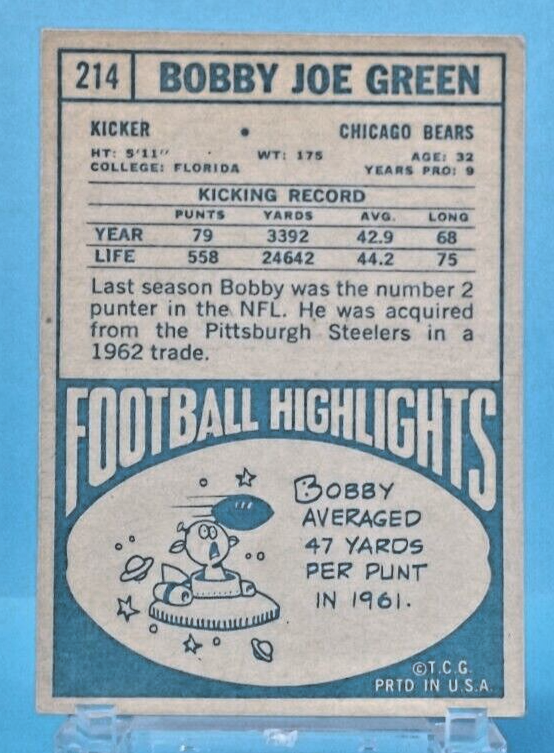 214 BOBBY JOE GREEN
KICKER • CHICAGO BEARS
HT: 5'11" WT: 175 AGE: 32
COLLEGE: FLORIDA YEARS PRO: 9
KICKING RECORD
PUNTS YARDS AVG. LONG
YEAR 79 3392 42.9 68
LIFE 558 24642 44.2 75
Last season Bobby was the number 2
punter in the NFL. He was acquired
from the Pittsburgh Steelers in a
1962 trade.
FOOTBALL HIGHLIGHTS
BOBBY
AVERAGED
47 YARDS
PER PUNT
IN 1961.
©T.C.G.
PRTD IN U.S.A.